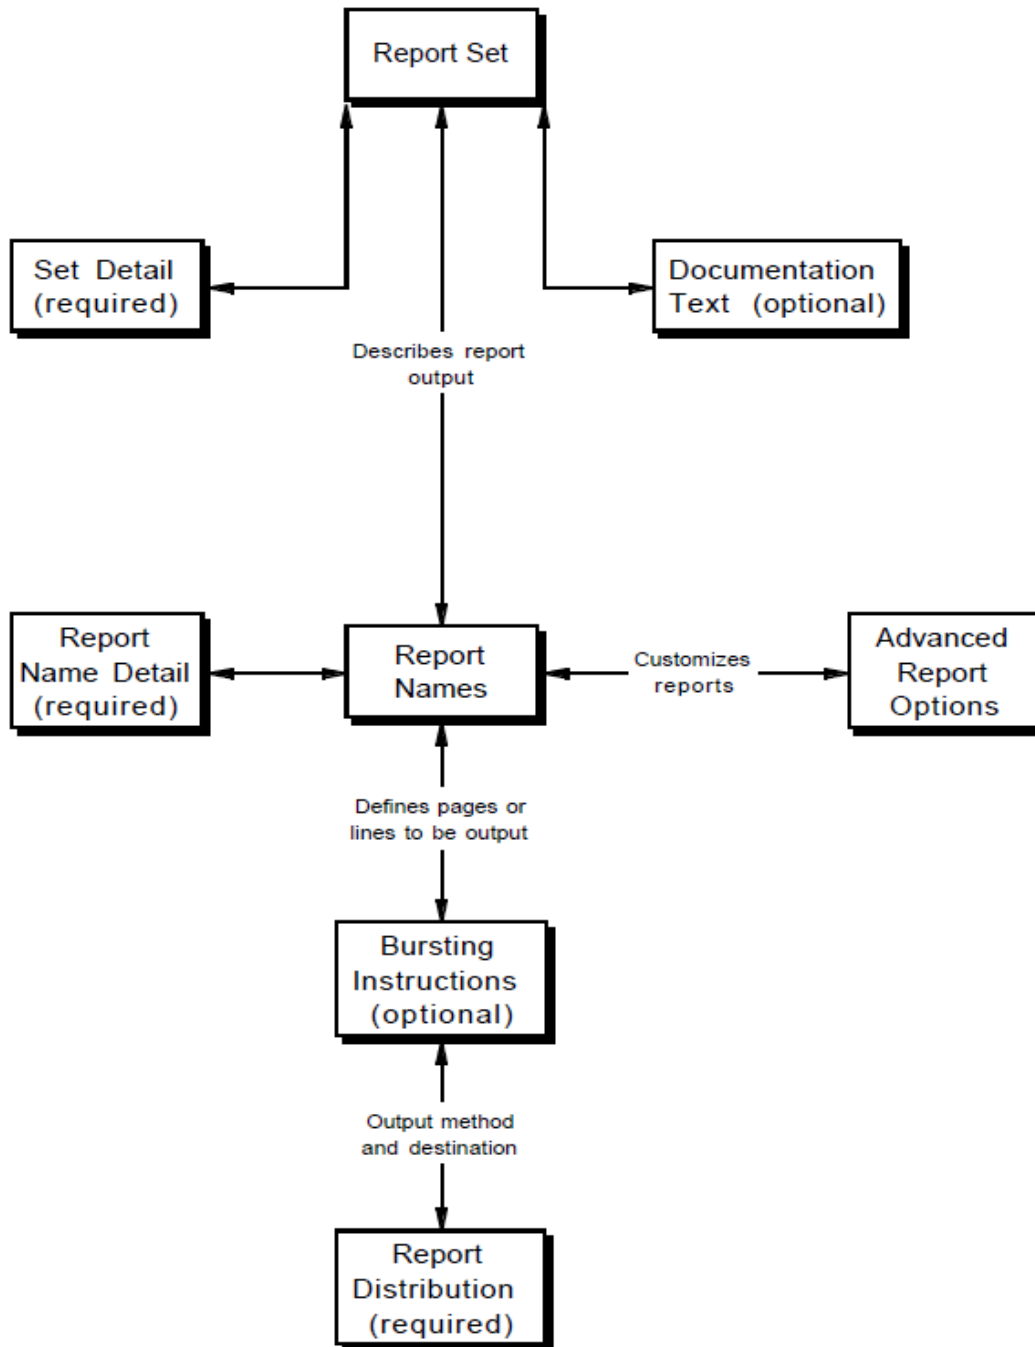 Report Set
Set Detail
(required)
Documentation
Text (optional)
Describes report
output
Report
Name Detail
(required)
Report
Names
Customizes
reports
Advanced
Report
Options
Defines pages or
lines to be output
Bursting
Instructions
(optional)
Output method
and destination
Report
Distribution
(required)